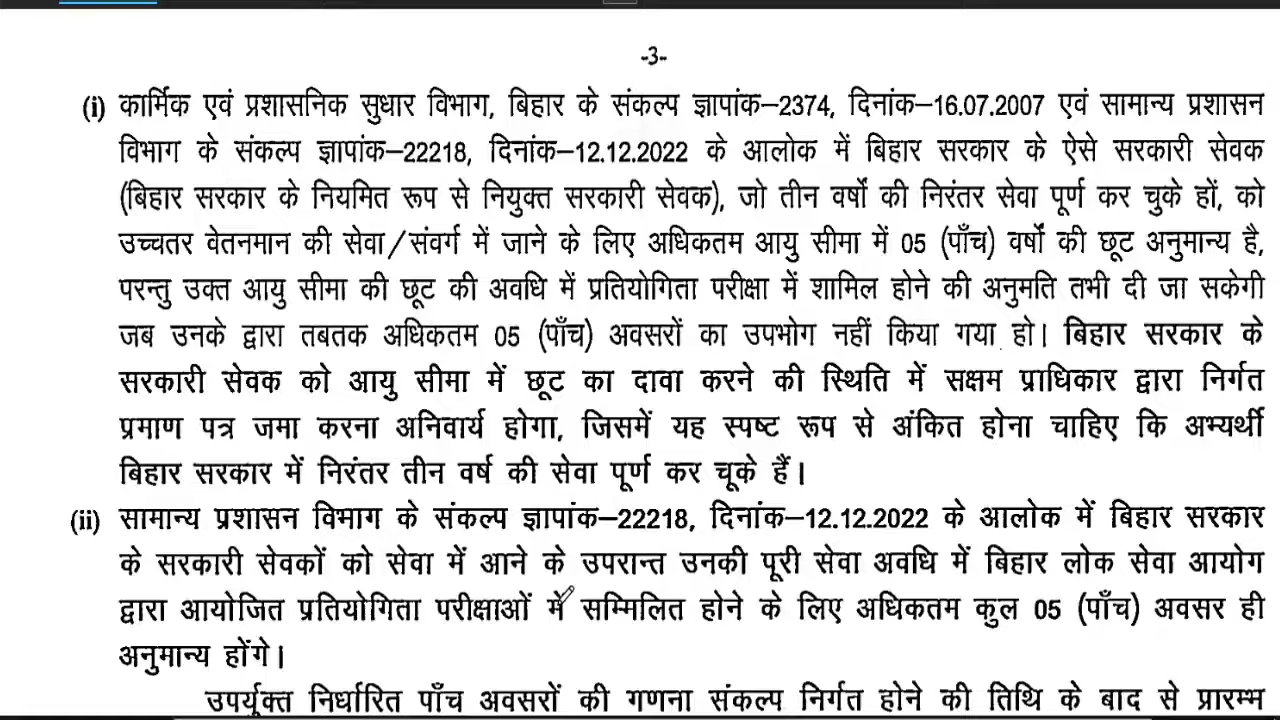 -3-
(i) कार्मिक एवं प्रशासनिक सुधार विभाग, बिहार के संकल्प ज्ञापांक–2374, दिनांक–16.07.2007 एवं सामान्य प्रशासन
विभाग के संकल्प ज्ञापांक–22218, दिनांक–12.12.2022 के आलोक में बिहार सरकार के ऐसे सरकारी सेवक
(बिहार सरकार के नियमित रूप से नियुक्त सरकारी सेवक), जो तीन वर्षों की निरंतर सेवा पूर्ण कर चुके हों, को
उच्चतर वेतनमान की सेवा/संवर्ग में जाने के लिए अधिकतम आयु सीमा में 05 (पाँच) वर्षों की छूट अनुमान्य है,
परन्तु उक्त आयु सीमा की छूट की अवधि में प्रतियोगिता परीक्षा में शामिल होने की अनुमति तभी दी जा सकेगी
जब उनके द्वारा तबतक अधिकतम 05 (पाँच) अवसरों का उपभोग नहीं किया गया हो। बिहार सरकार के
सरकारी सेवक को आयु सीमा में छूट का दावा करने की स्थिति में सक्षम प्राधिकार द्वारा निर्गत
प्रमाण पत्र जमा करना अनिवार्य होगा, जिसमें यह स्पष्ट रूप से अंकित होना चाहिए कि अभ्यर्थी
बिहार सरकार में निरंतर तीन वर्ष की सेवा पूर्ण कर चूके हैं।
(ii) सामान्य प्रशासन विभाग के संकल्प ज्ञापांक–22218, दिनांक–12.12.2022 के आलोक में बिहार सरकार
के सरकारी सेवकों को सेवा में आने के उपरान्त उनकी पूरी सेवा अवधि में बिहार लोक सेवा आयोग
द्वारा आयोजित प्रतियोगिता परीक्षाओं में सम्मिलित होने के लिए अधिकतम कुल 05 (पाँच) अवसर ही
अनुमान्य होंगे।
उपर्युक्त निर्धारित पाँच अवसरों की गणना संकल्प निर्गत होने की तिथि के बाद से प्रारम्भ